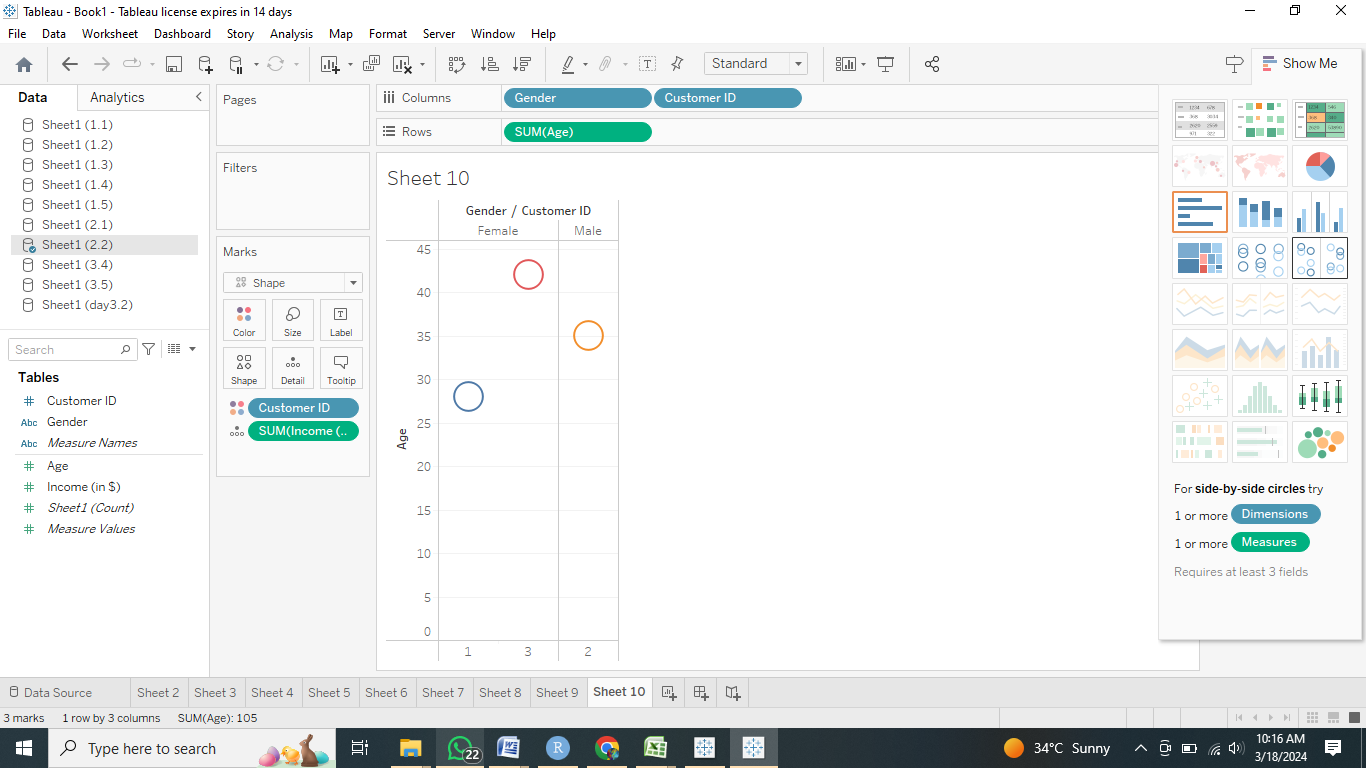 Tableau - Book1 - Tableau license expires in 14 days
File Data Worksheet Dashboard Story Analysis Map Format Server Window Help
Standard
Show Me
Data Analytics
Sheet1 (1.1)
Sheet1 (1.2)
Sheet1 (1.3)
Sheet1 (1.4)
Sheet1 (1.5)
Sheet1 (2.1)
Sheet1 (2.2)
Sheet1 (3.4)
Sheet1 (3.5)
Sheet1 (day3.2)
Search
Tables
Customer ID
Abc Gender
Abc Measure Names
Age
Income (in $)
Sheet1 (Count)
Measure Values
Pages
Filters
Marks
Shape
Color Size Label
Shape Detail Tooltip
Customer ID
SUM(Income (..
Columns Gender Customer ID
Rows SUM(Age)
Sheet 10
Gender / Customer ID
Female Male
45
40
35
30
25
20
15
10
5
0
Age
1 3 2
For side-by-side circles try
1 or more Dimensions
1 or more Measures
Requires at least 3 fields
Data Source Sheet 2 Sheet 3 Sheet 4 Sheet 5 Sheet 6 Sheet 7 Sheet 8 Sheet 9 Sheet 10
3 marks 1 row by 3 columns SUM(Age): 105
Type here to search
22
34°C Sunny
10:16 AM
3/18/2024